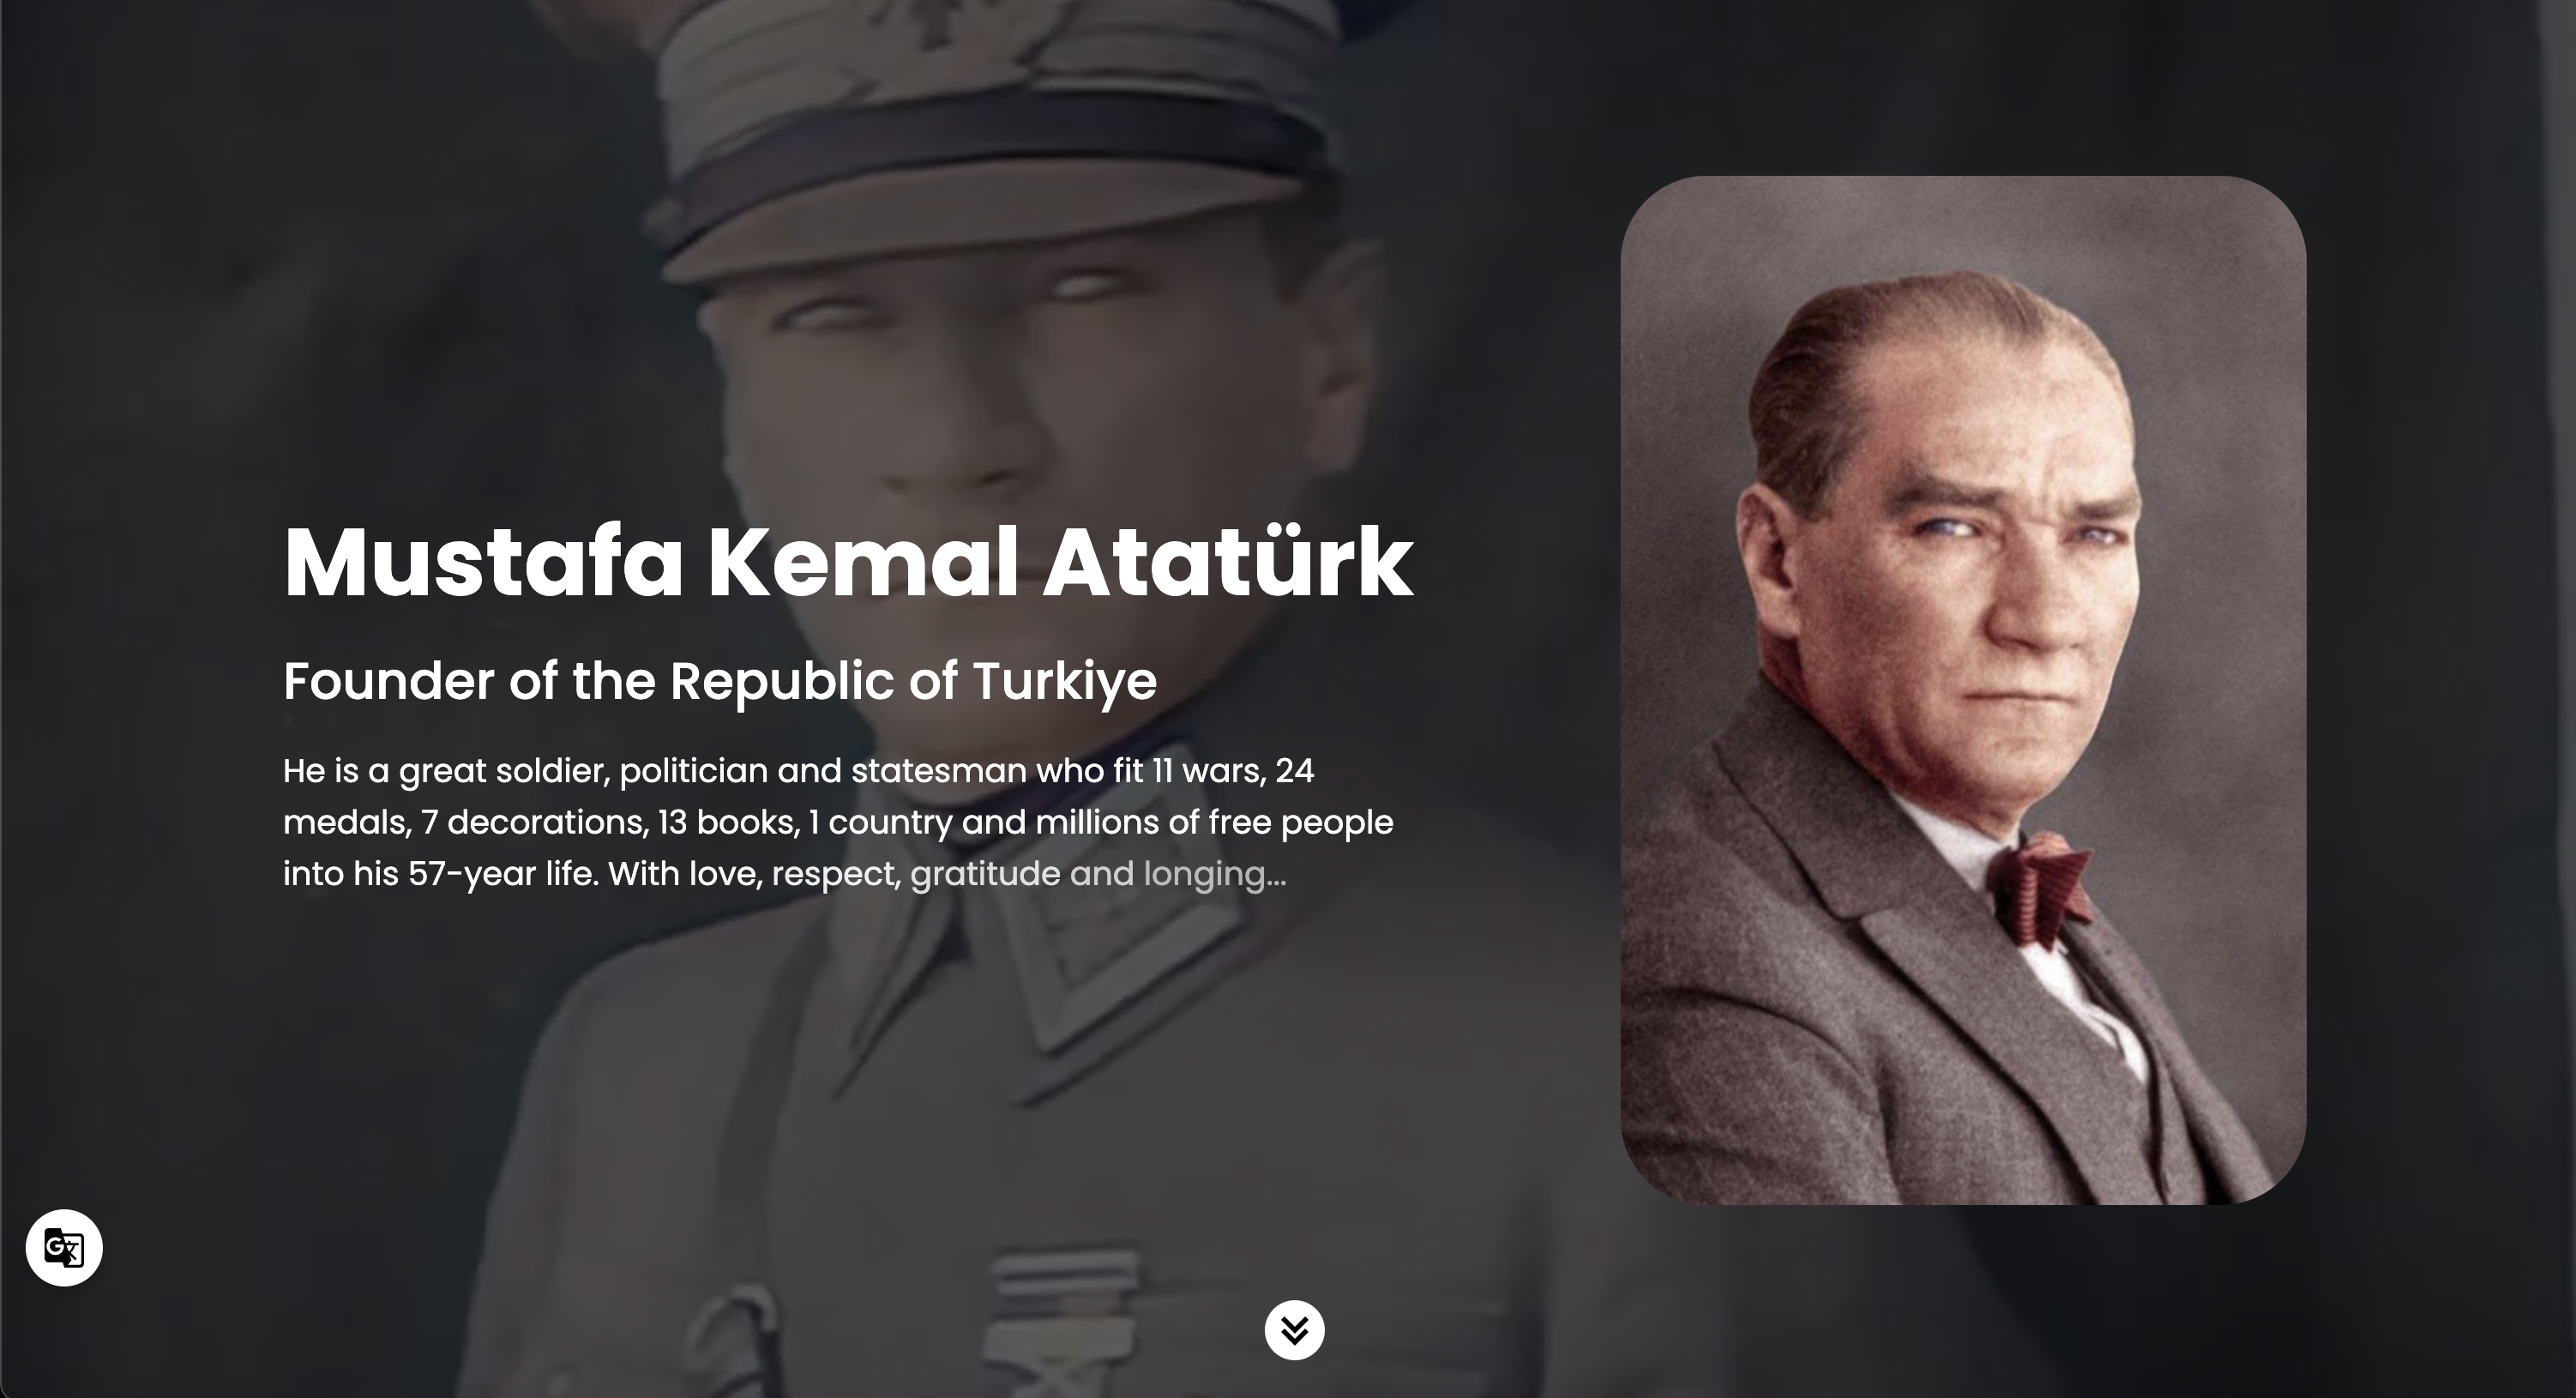 Mustafa Kemal Atatürk
Founder of the Republic of Turkiye
He is a great soldier, politician and statesman who fit 11 wars, 24
medals, 7 decorations, 13 books, 1 country and millions of free people
into his 57-year life. With love, respect, gratitude and longing...